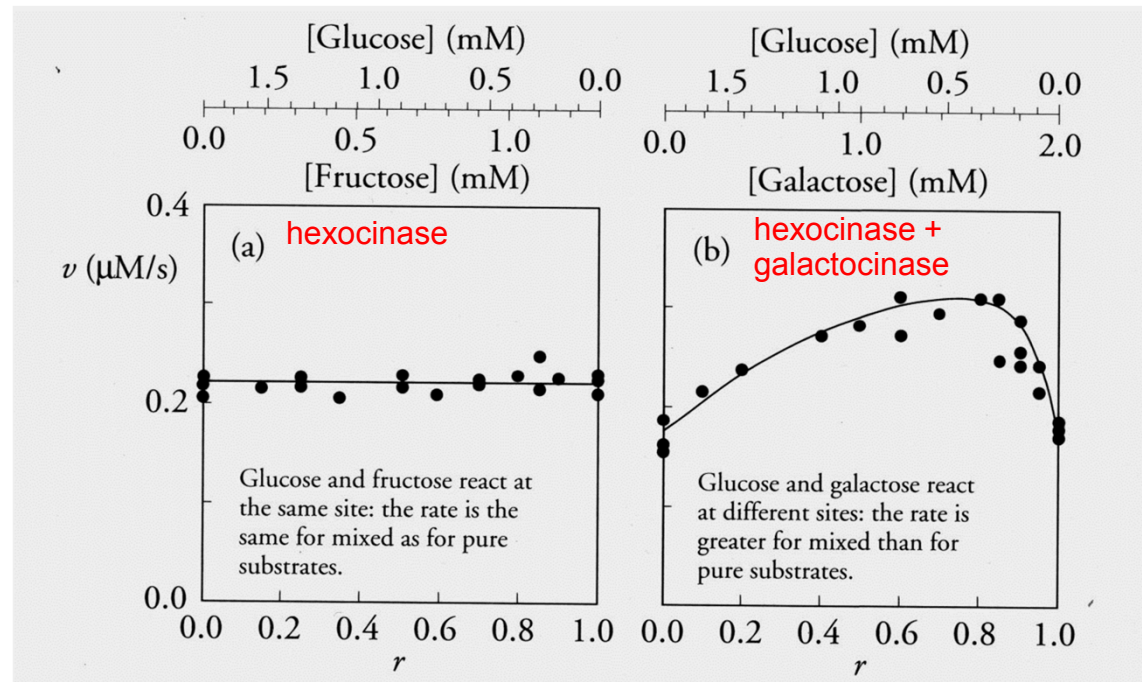 [Glucose] (mM)
1.5 1.0 0.5 0.0
0.0 0.5 1.0
[Fructose] (mM)
[Glucose] (mM)
1.5 1.0 0.5 0.0
0.0 1.0 2.0
[Galactose] (mM)
v (μM/s)
0.4
0.2
0.0
(a)
hexocinase
Glucose and fructose react at
the same site: the rate is the
same for mixed as for pure
substrates.
0.0 0.2 0.4 0.6 0.8 1.0
r
(b)
hexocinase +
galactocinase
Glucose and galactose react
at different sites: the rate is
greater for mixed than for
pure substrates.
0.0 0.2 0.4 0.6 0.8 1.0
r